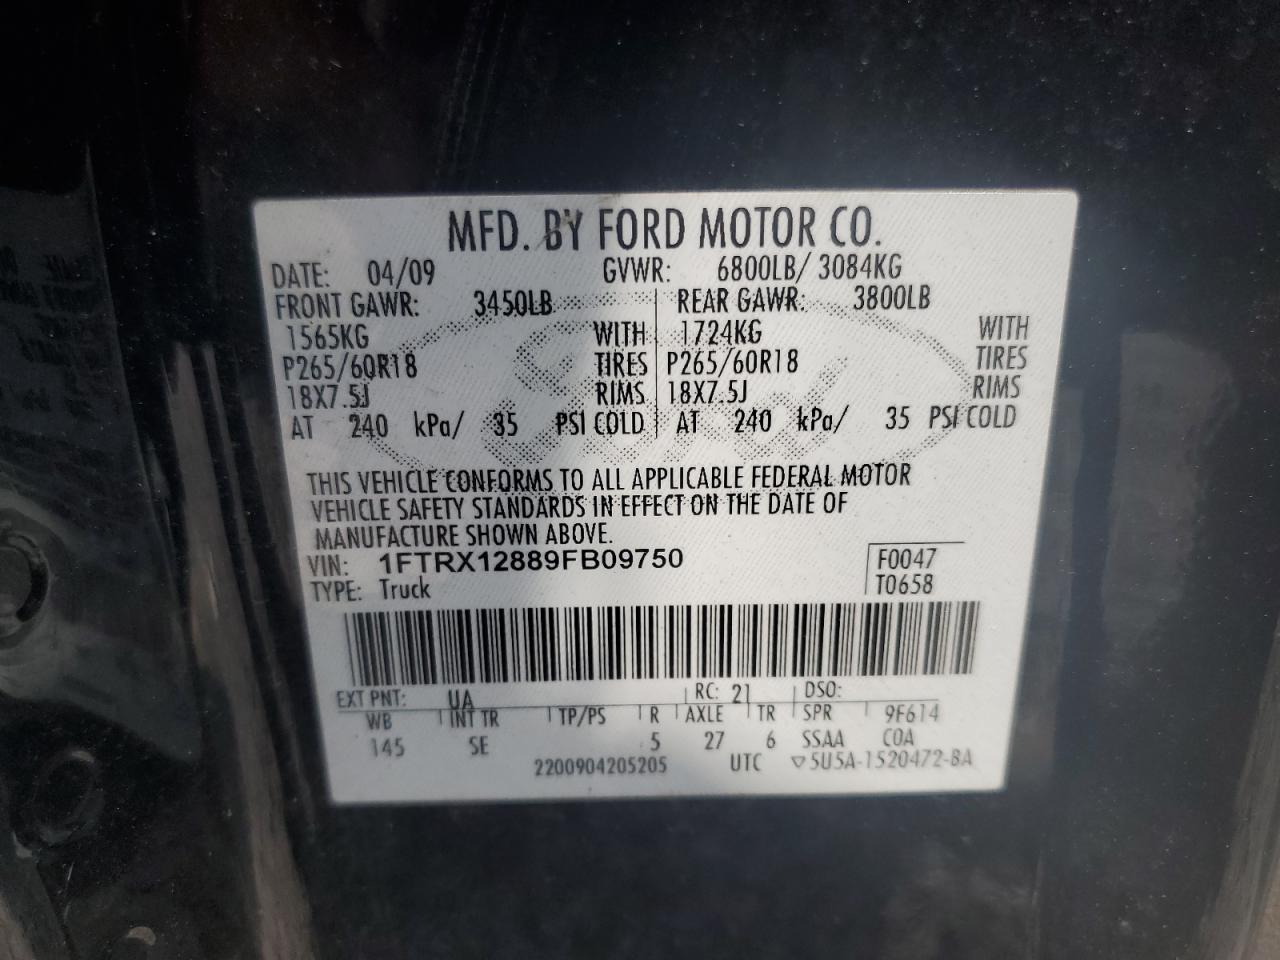 MFD. BY FORD MOTOR CO.
DATE: 04/09 GVWR: 6800LB/ 3084KG
FRONT GAWR: 3450LB REAR GAWR: 3800LB
1565KG WITH 1724KG WITH
P265/60R18 TIRES P265/60R18 TIRES
18X7.5J RIMS 18X7.5J RIMS
AT 240 kPa/ 35 PSI COLD AT 240 kPa/ 35 PSI COLD
THIS VEHICLE CONFORMS TO ALL APPLICABLE FEDERAL MOTOR
VEHICLE SAFETY STANDARDS IN EFFECT ON THE DATE OF
MANUFACTURE SHOWN ABOVE.
VIN: 1FTRX12889FB09750 F0047
TYPE: Truck T0658
EXT PNT: UA RC: 21 DSO:
WB INT TR TP/PS R AXLE TR SPR 9F614
145 SE 5 27 6 SSAA COA
2200904205205 UTC ▽5U5A-1520472-BA